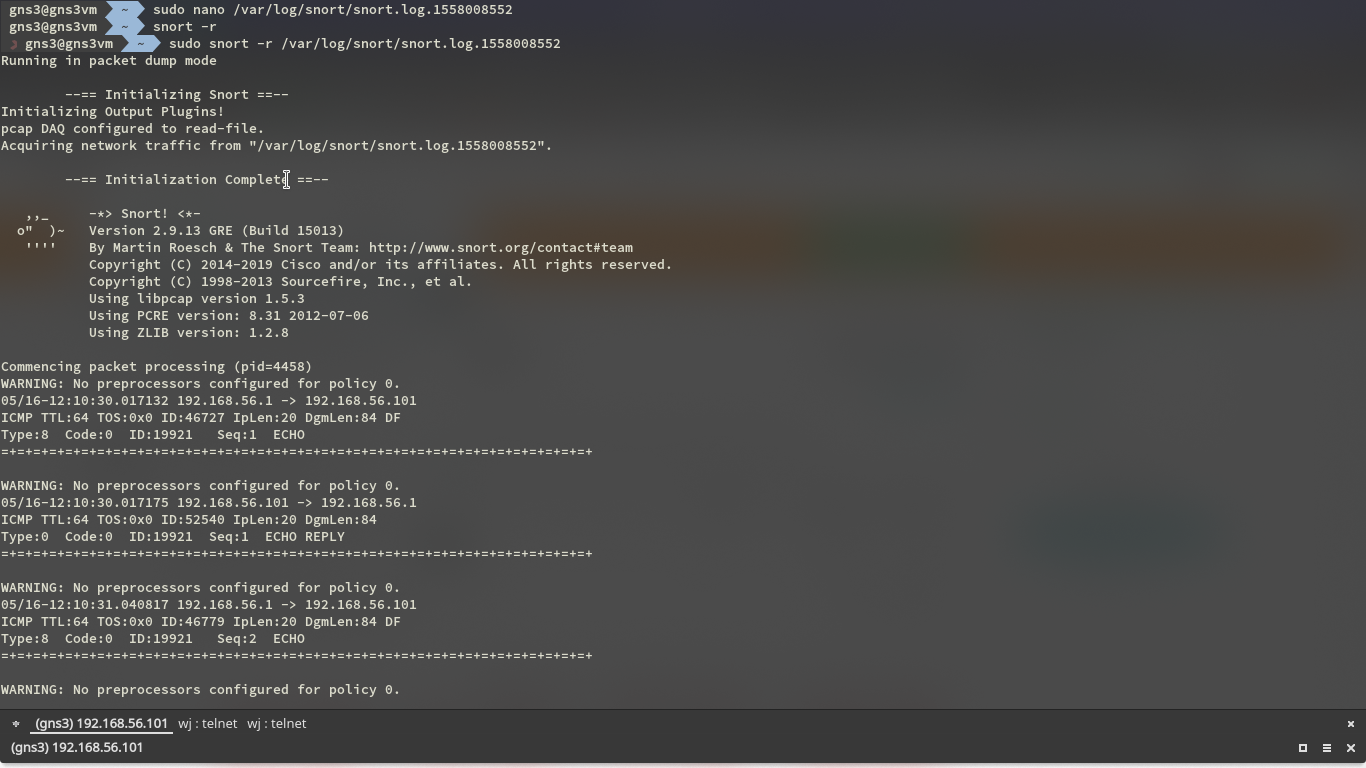 gns3@gns3vm ~ sudo nano /var/log/snort/snort.log.1558008552
gns3@gns3vm ~ snort -r
gns3@gns3vm ~ sudo snort -r /var/log/snort/snort.log.1558008552
Running in packet dump mode
--== Initializing Snort ==--
Initializing Output Plugins!
pcap DAQ configured to read-file.
Acquiring network traffic from "/var/log/snort/snort.log.1558008552".
--== Initialization Complete ==--
,,_ -*> Snort! <*-
o" )~ Version 2.9.13 GRE (Build 15013)
'''' By Martin Roesch & The Snort Team: http://www.snort.org/contact#team
Copyright (C) 2014-2019 Cisco and/or its affiliates. All rights reserved.
Copyright (C) 1998-2013 Sourcefire, Inc., et al.
Using libpcap version 1.5.3
Using PCRE version: 8.31 2012-07-06
Using ZLIB version: 1.2.8
Commencing packet processing (pid=4458)
WARNING: No preprocessors configured for policy 0.
05/16-12:10:30.017132 192.168.56.1 -> 192.168.56.101
ICMP TTL:64 TOS:0x0 ID:46727 IpLen:20 DgmLen:84 DF
Type:8 Code:0 ID:19921 Seq:1 ECHO
=+=+=+=+=+=+=+=+=+=+=+=+=+=+=+=+=+=+=+=+=+=+=+=+=+=+=+=+=+=+=+=+=+=+=+=+=+
WARNING: No preprocessors configured for policy 0.
05/16-12:10:30.017175 192.168.56.101 -> 192.168.56.1
ICMP TTL:64 TOS:0x0 ID:52540 IpLen:20 DgmLen:84
Type:0 Code:0 ID:19921 Seq:1 ECHO REPLY
=+=+=+=+=+=+=+=+=+=+=+=+=+=+=+=+=+=+=+=+=+=+=+=+=+=+=+=+=+=+=+=+=+=+=+=+=+
WARNING: No preprocessors configured for policy 0.
05/16-12:10:31.040817 192.168.56.1 -> 192.168.56.101
ICMP TTL:64 TOS:0x0 ID:46779 IpLen:20 DgmLen:84 DF
Type:8 Code:0 ID:19921 Seq:2 ECHO
=+=+=+=+=+=+=+=+=+=+=+=+=+=+=+=+=+=+=+=+=+=+=+=+=+=+=+=+=+=+=+=+=+=+=+=+=+
WARNING: No preprocessors configured for policy 0.
(gns3) 192.168.56.101 wj : telnet wj : telnet
(gns3) 192.168.56.101